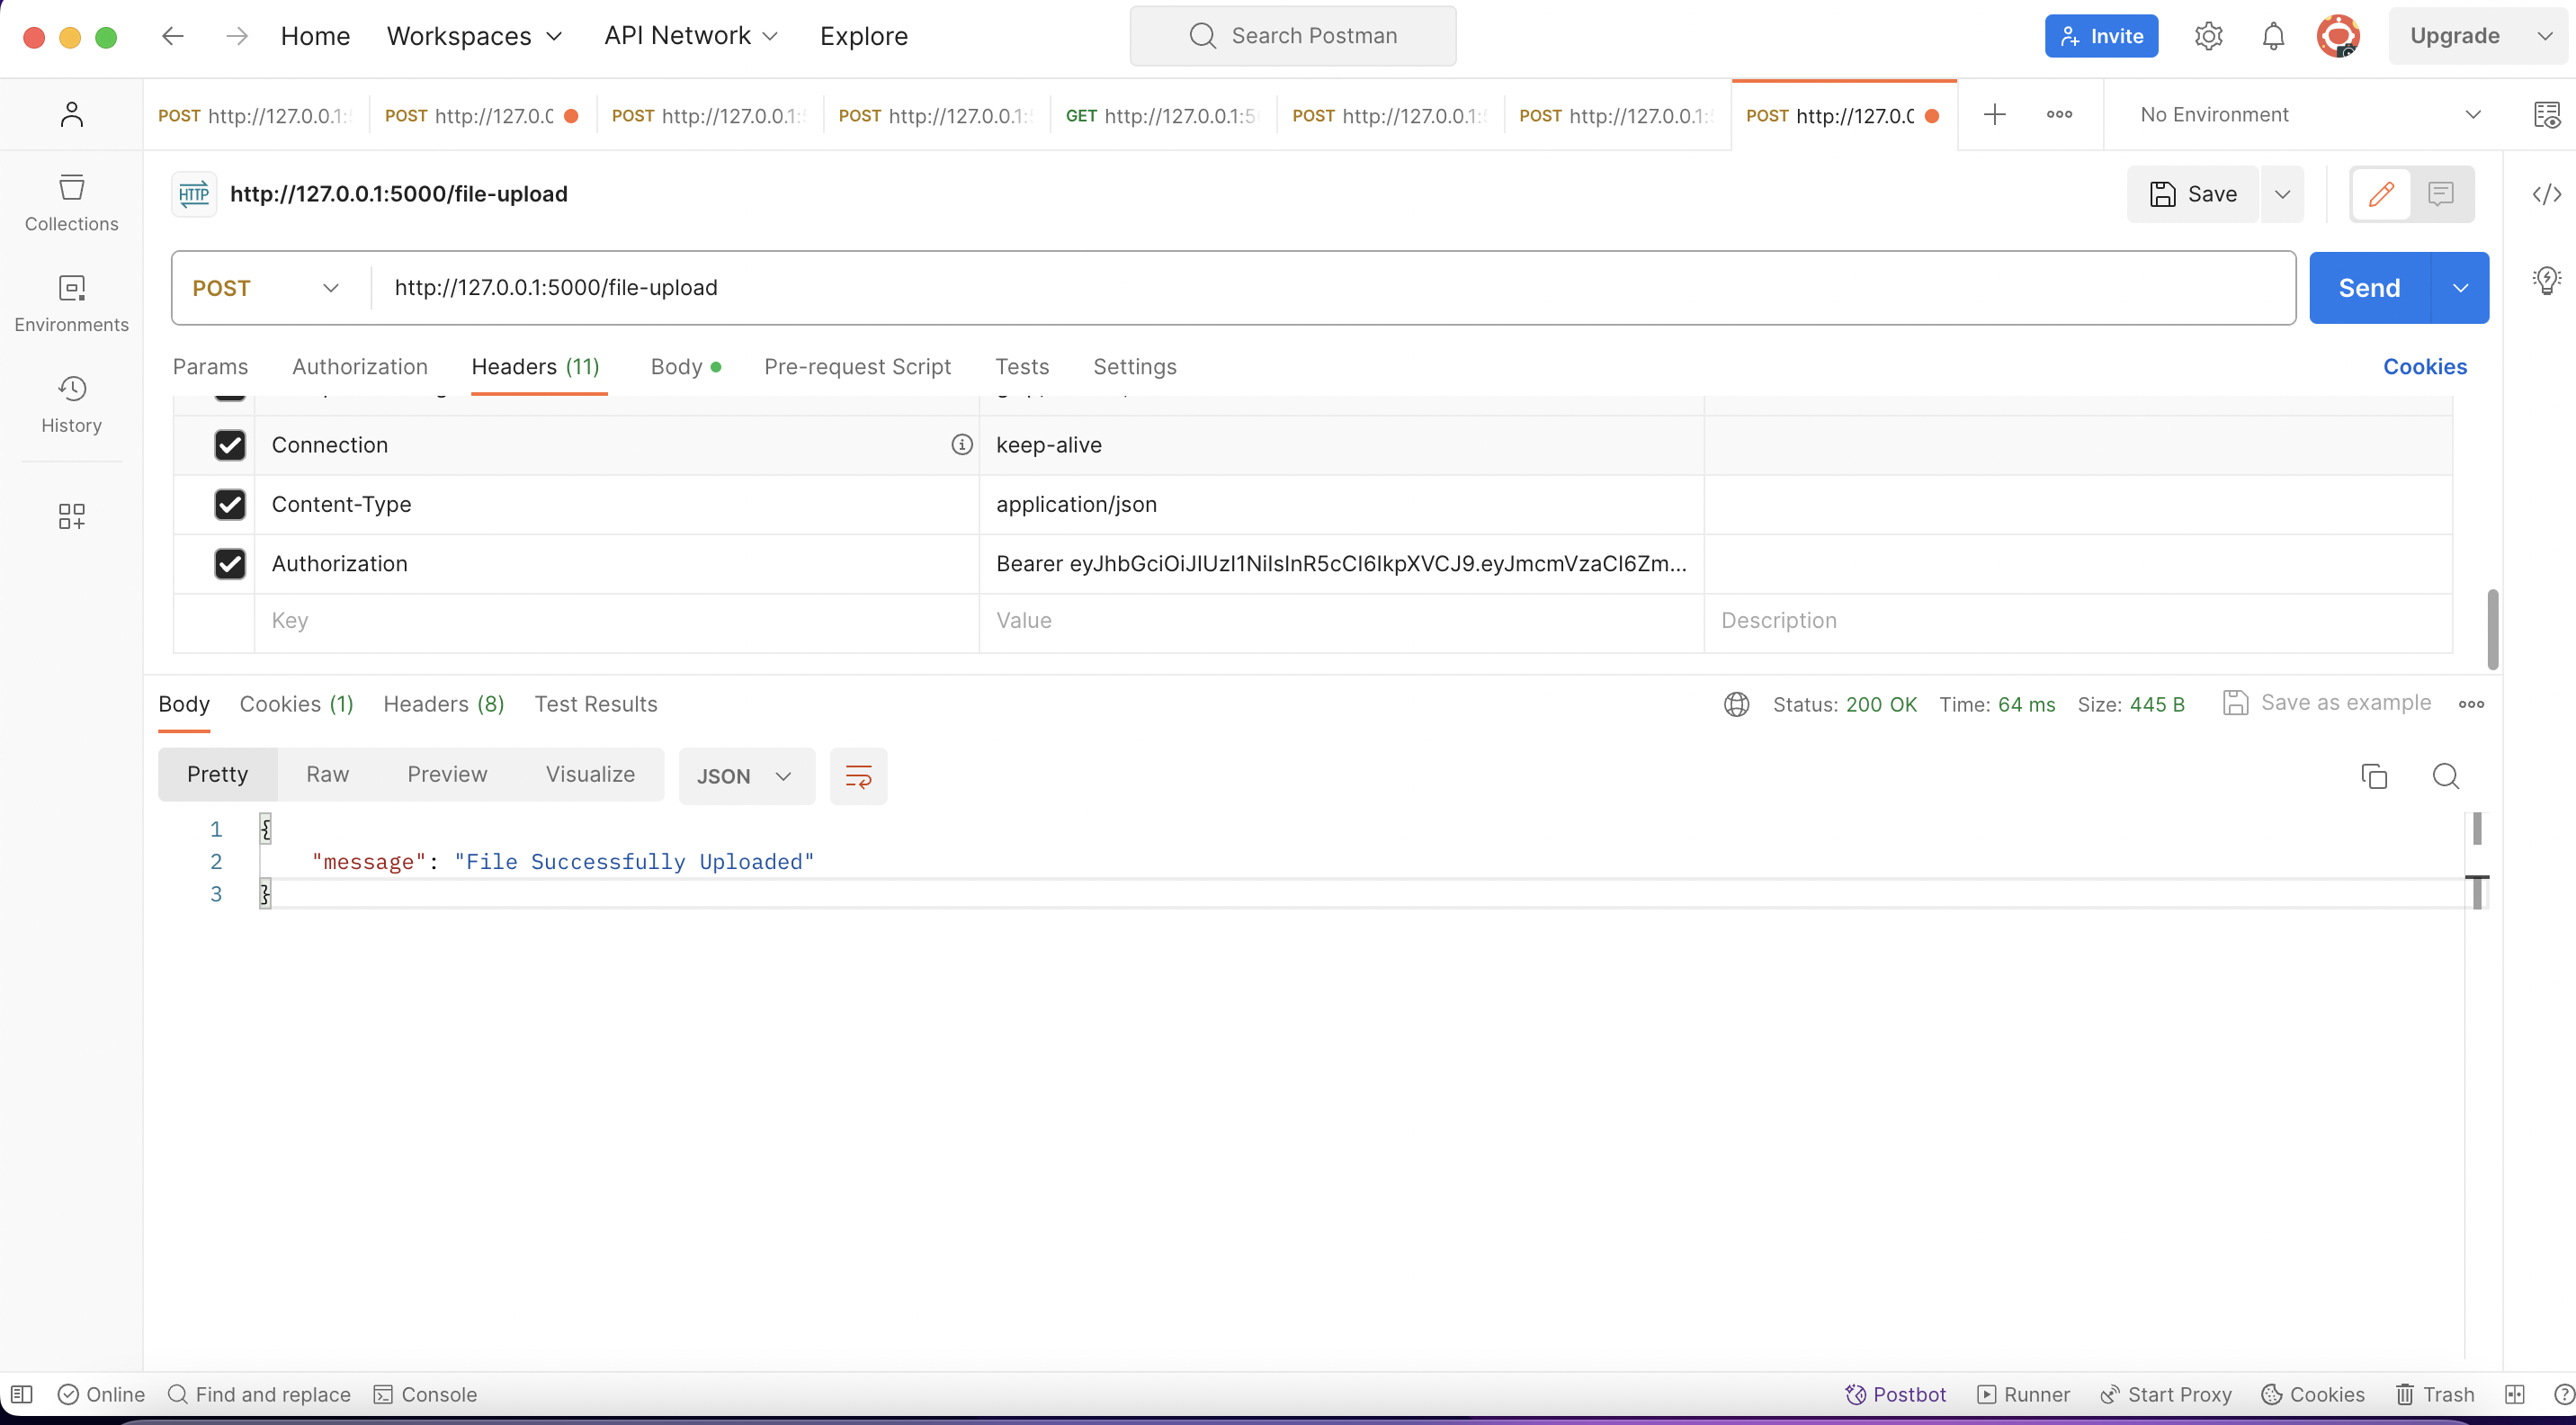 Home
Workspaces
API Network
Explore
Search Postman
Invite
Upgrade
POST http://127.0.0.1:
POST http://127.0.0
POST http://127.0.0.1:
POST http://127.0.0.1:
GET http://127.0.0.1:5
POST http://127.0.0.1:
POST http://127.0.0.1:
POST http://127.0.0
No Environment
HTTP
http://127.0.0.1:5000/file-upload
Save
Collections
Environments
History
POST
http://127.0.0.1:5000/file-upload
Send
Params
Authorization
Headers (11)
Body
Pre-request Script
Tests
Settings
Cookies
Connection
keep-alive
Content-Type
application/json
Authorization
Bearer eyJhbGciOiJIUzI1NiIsInR5cCI6IkpXVCJ9.eyJmcmVzaCI6Zm...
Key
Value
Description
Body
Cookies (1)
Headers (8)
Test Results
Status: 200 OK
Time: 64 ms
Size: 445 B
Save as example
Pretty
Raw
Preview
Visualize
JSON
1 {
2 "message": "File Successfully Uploaded"
3 }
Online
Find and replace
Console
Postbot
Runner
Start Proxy
Cookies
Trash